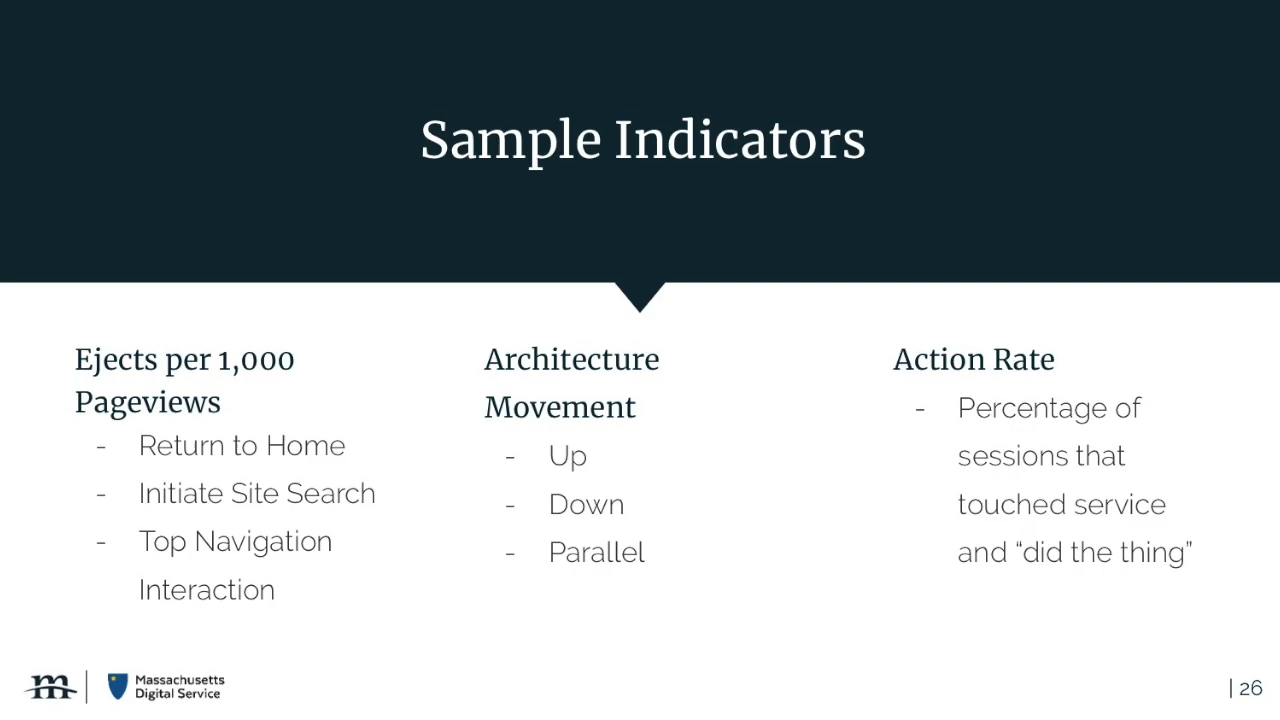 Sample Indicators
Ejects per 1,000
Pageviews
- Return to Home
- Initiate Site Search
- Top Navigation
Interaction
Architecture
Movement
- Up
- Down
- Parallel
Action Rate
- Percentage of
sessions that
touched service
and “did the thing”
m
Massachusetts
Digital Service
| 26